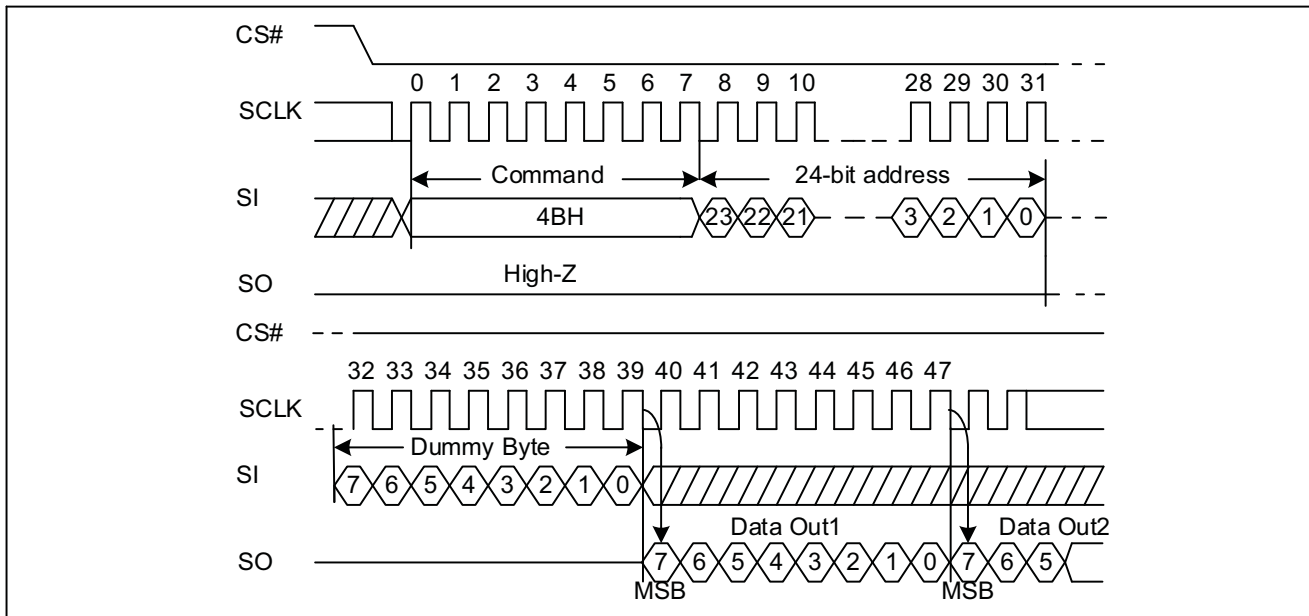 CS#
0 1 2 3 4 5 6 7 8 9 10 28 29 30 31
SCLK
Command 24-bit address
SI
4BH 23 22 21 3 2 1 0
High-Z
SO
CS#
32 33 34 35 36 37 38 39 40 41 42 43 44 45 46 47
SCLK
Dummy Byte
SI
7 6 5 4 3 2 1 0
Data Out1 Data Out2
SO
7 6 5 4 3 2 1 0 7 6 5
MSB MSB